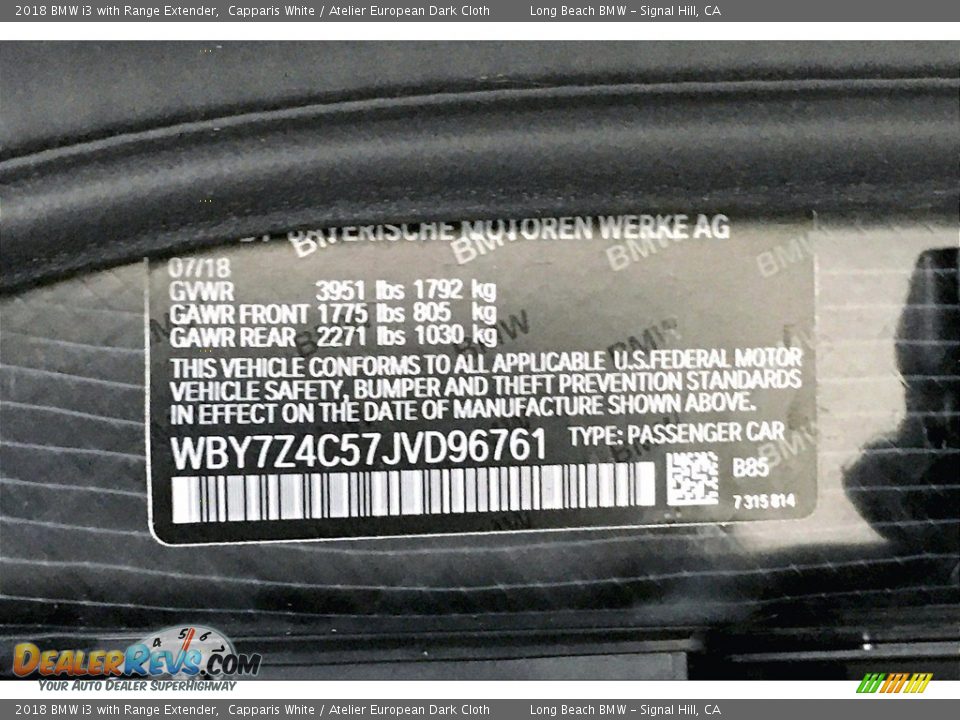 2018 BMW i3 with Range Extender, Capparis White / Atelier European Dark Cloth Long Beach BMW – Signal Hill, CA
BAYERISCHE MOTOREN WERKE AG
07/18
GVWR 3951 lbs 1792 kg
GAWR FRONT 1775 lbs 805 kg
GAWR REAR 2271 lbs 1030 kg
THIS VEHICLE CONFORMS TO ALL APPLICABLE U.S.FEDERAL MOTOR
VEHICLE SAFETY, BUMPER AND THEFT PREVENTION STANDARDS
IN EFFECT ON THE DATE OF MANUFACTURE SHOWN ABOVE.
WBY7Z4C57JVD96761 TYPE: PASSENGER CAR
B85
7315814
4 5 6
DEALERREVS.COM
YOUR AUTO DEALER SUPERHIGHWAY
2018 BMW i3 with Range Extender, Capparis White / Atelier European Dark Cloth Long Beach BMW – Signal Hill, CA